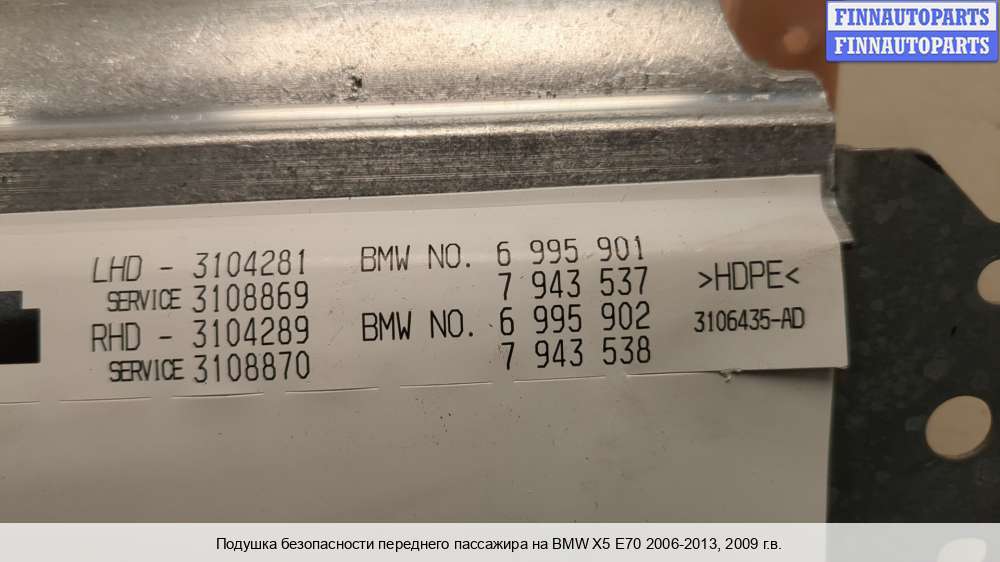 FINNAUTOPARTS
FINNAUTOPARTS
LHD - 3104281 BMW NO. 6 995 901
SERVICE 3108869 7 943 537 >HDPE<
RHD - 3104289 BMW NO. 6 995 902 3106435-AD
SERVICE 3108870 7 943 538
Подушка безопасности переднего пассажира на BMW X5 E70 2006-2013, 2009 г.в.